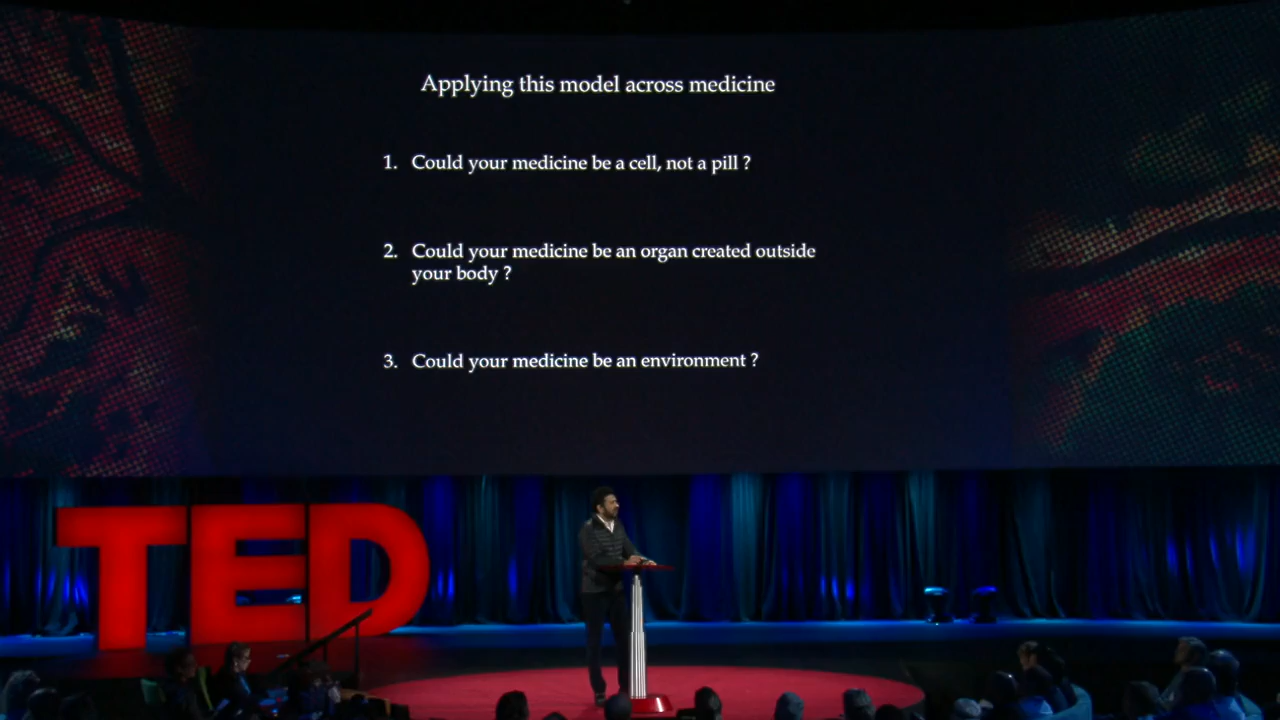 Applying this model across medicine
1. Could your medicine be a cell, not a pill ?
2. Could your medicine be an organ created outside
your body ?
3. Could your medicine be an environment ?
TED